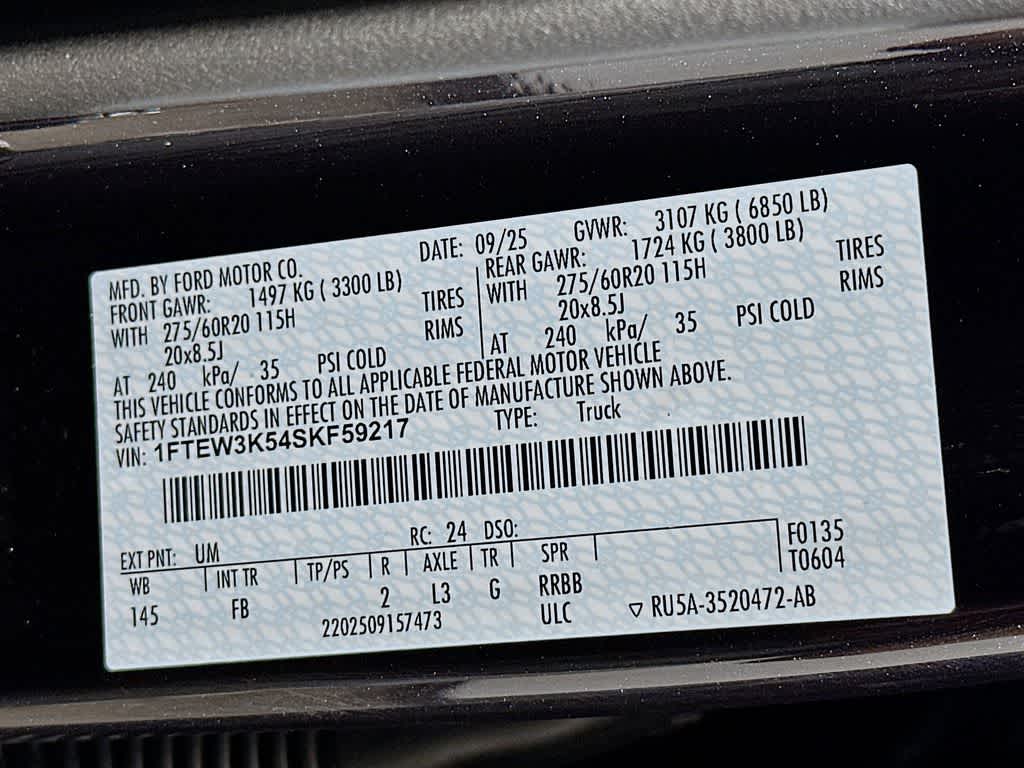 MFD. BY FORD MOTOR CO. DATE: 09/25 GVWR: 3107 KG ( 6850 LB)
FRONT GAWR: 1497 KG ( 3300 LB) REAR GAWR: 1724 KG ( 3800 LB)
WITH 275/60R20 115H TIRES WITH 275/60R20 115H TIRES
20x8.5J RIMS 20x8.5J RIMS
AT 240 kPa/ 35 PSI COLD AT 240 kPa/ 35 PSI COLD
THIS VEHICLE CONFORMS TO ALL APPLICABLE FEDERAL MOTOR VEHICLE
SAFETY STANDARDS IN EFFECT ON THE DATE OF MANUFACTURE SHOWN ABOVE.
VIN: 1FTEW3K54SKF59217 TYPE: Truck
EXT PNT: UM RC: 24 DSO: F0135
WB INT TR TP/PS R AXLE TR SPR T0604
145 FB 2 L3 G RRBB
2202509157473 ULC ▽ RU5A-3520472-AB